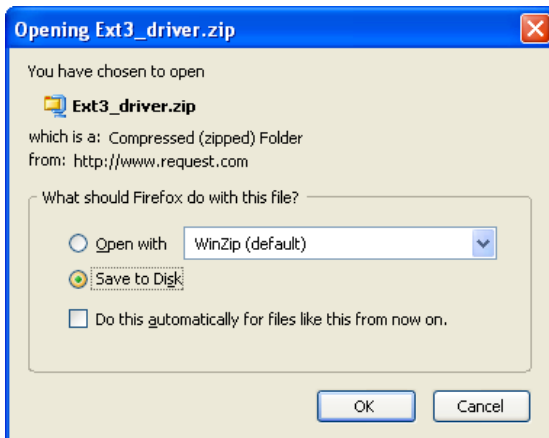 Opening Ext3_driver.zip
You have chosen to open
Ext3_driver.zip
which is a: Compressed (zipped) Folder
from: http://www.request.com
What should Firefox do with this file?
Open with WinZip (default)
Save to Disk
Do this automatically for files like this from now on.
OK Cancel